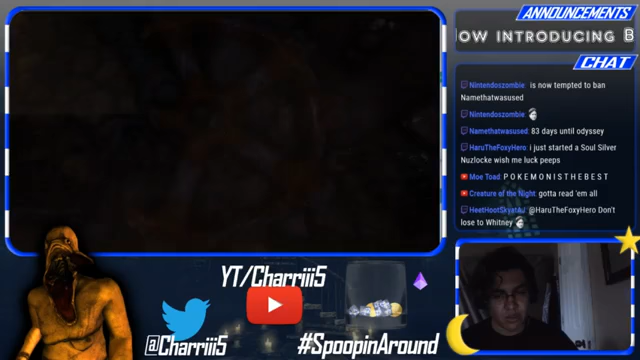 ANNOUNCEMENTS
NOW INTRODUCING B
CHAT
Nintendoszombie: is now tempted to ban
Namethatwasused
Nintendoszombie:
Namethatwasused: 83 days until odyssey
HaruTheFoxyHero: i just started a Soul Silver
Nuzlocke wish me luck peeps
Moe Toad: P O K E M O N I S T H E B E S T
Creature of the Night: gotta read 'em all
HeetHootSkyatAJ: @HaruTheFoxyHero Don't
lose to Whitney
YT/Charriii5
@Charriii5
#SpoopinAround